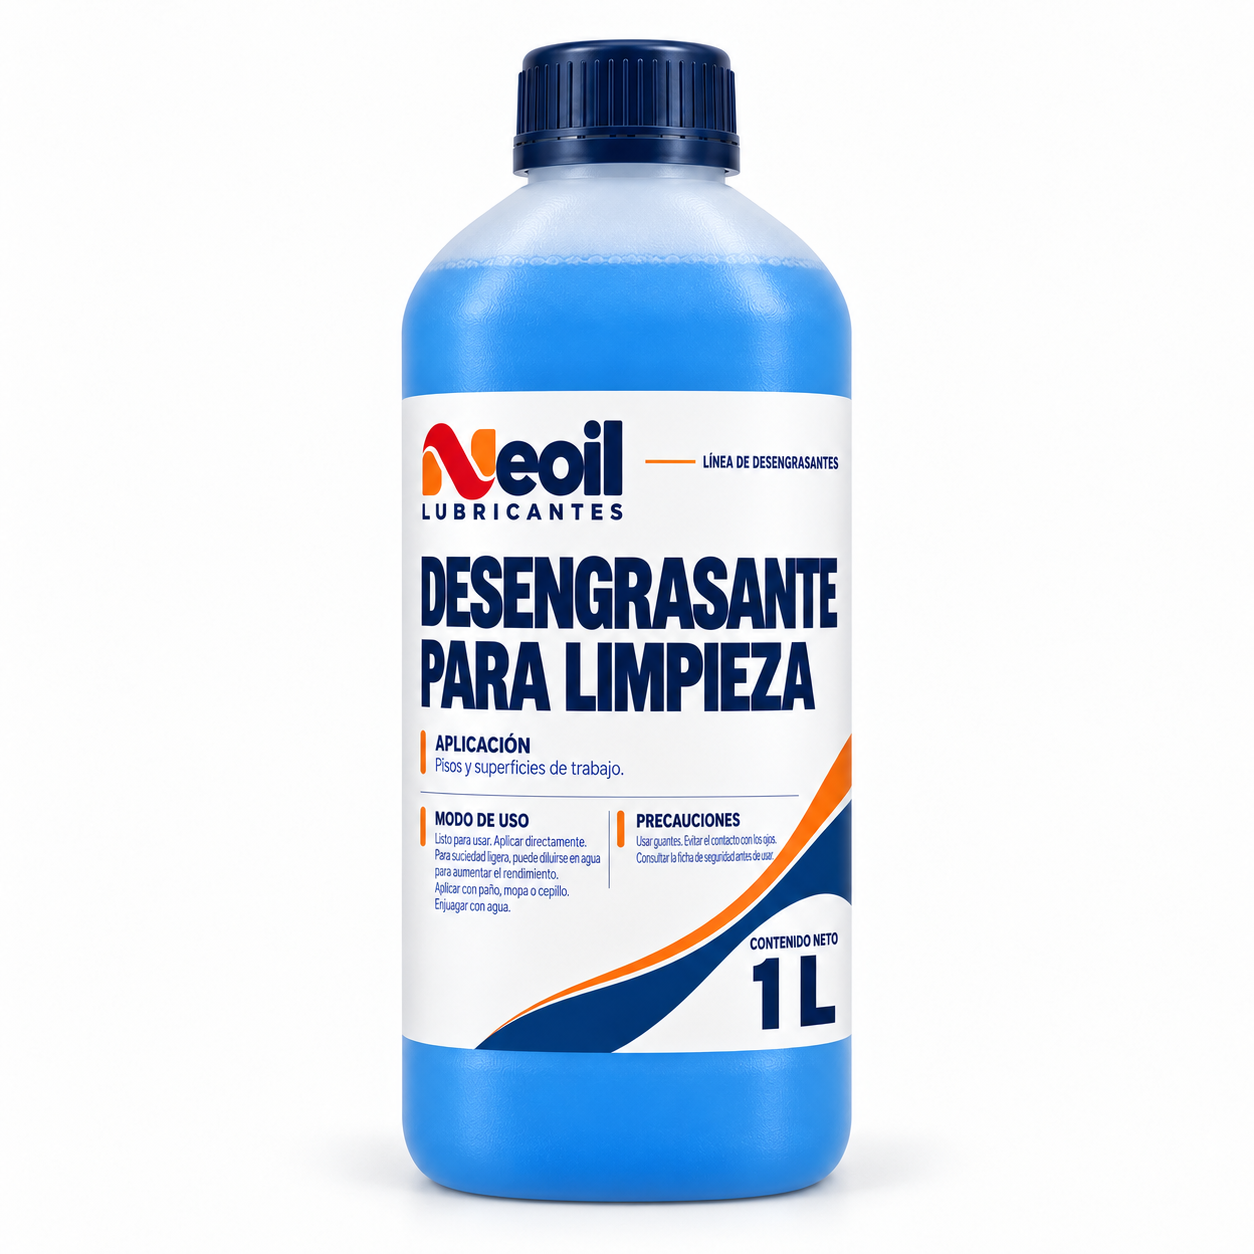 Neoil
LUBRICANTES
LÍNEA DE DESENGRASANTES
DESENGRASANTE
PARA LIMPIEZA
APLICACIÓN
Pisos y superficies de trabajo.
MODO DE USO
Listo para usar. Aplicar directamente.
Para suciedad ligera, puede diluirse en agua
para aumentar el rendimiento.
Aplicar con paño, mopa o cepillo.
Enjuagar con agua.
PRECAUCIONES
Usar guantes. Evitar el contacto con los ojos.
Consultar la ficha de seguridad antes de usar.
CONTENIDO NETO
1 L